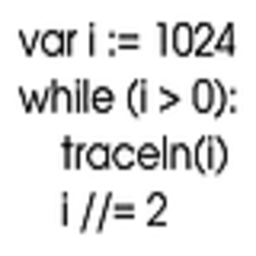 var i := 1024
while (i > 0):
    traceln(i)
    i //= 2